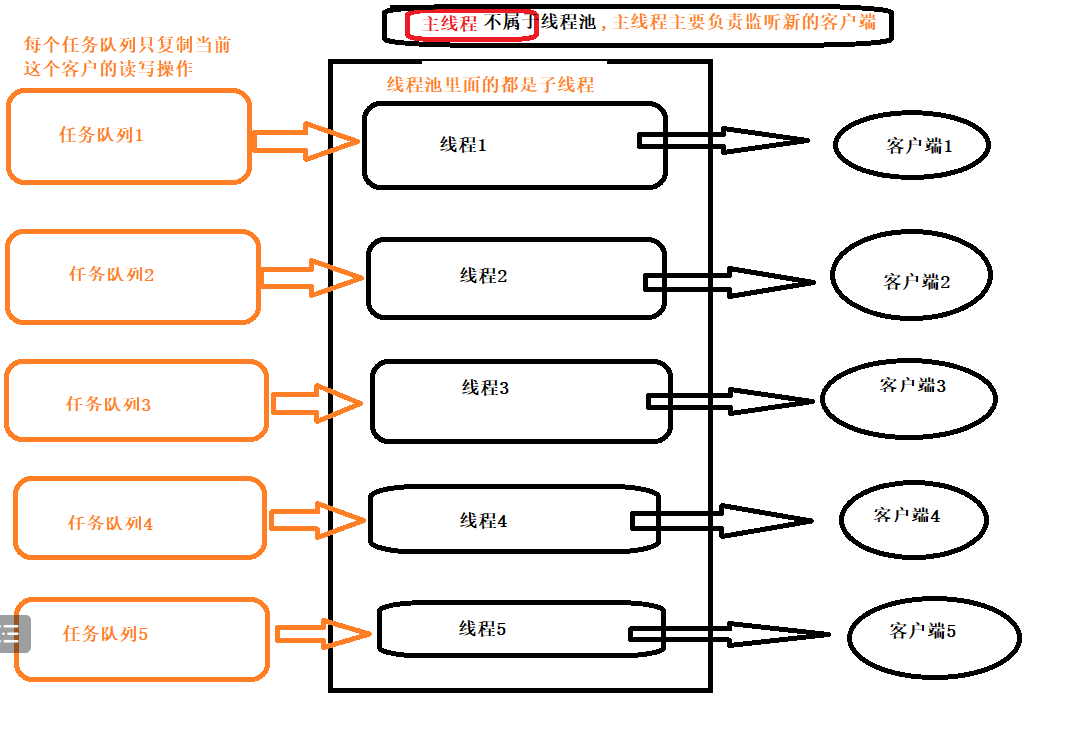 主线程 不属于线程池 , 主线程主要负责监听新的客户端
每个任务队列只复制当前
这个客户的读写操作
线程池里面的都是子线程
任务队列1
线程1
客户端1
任务队列2
线程2
客户端2
任务队列3
线程3
客户端3
任务队列4
线程4
客户端4
任务队列5
线程5
客户端5